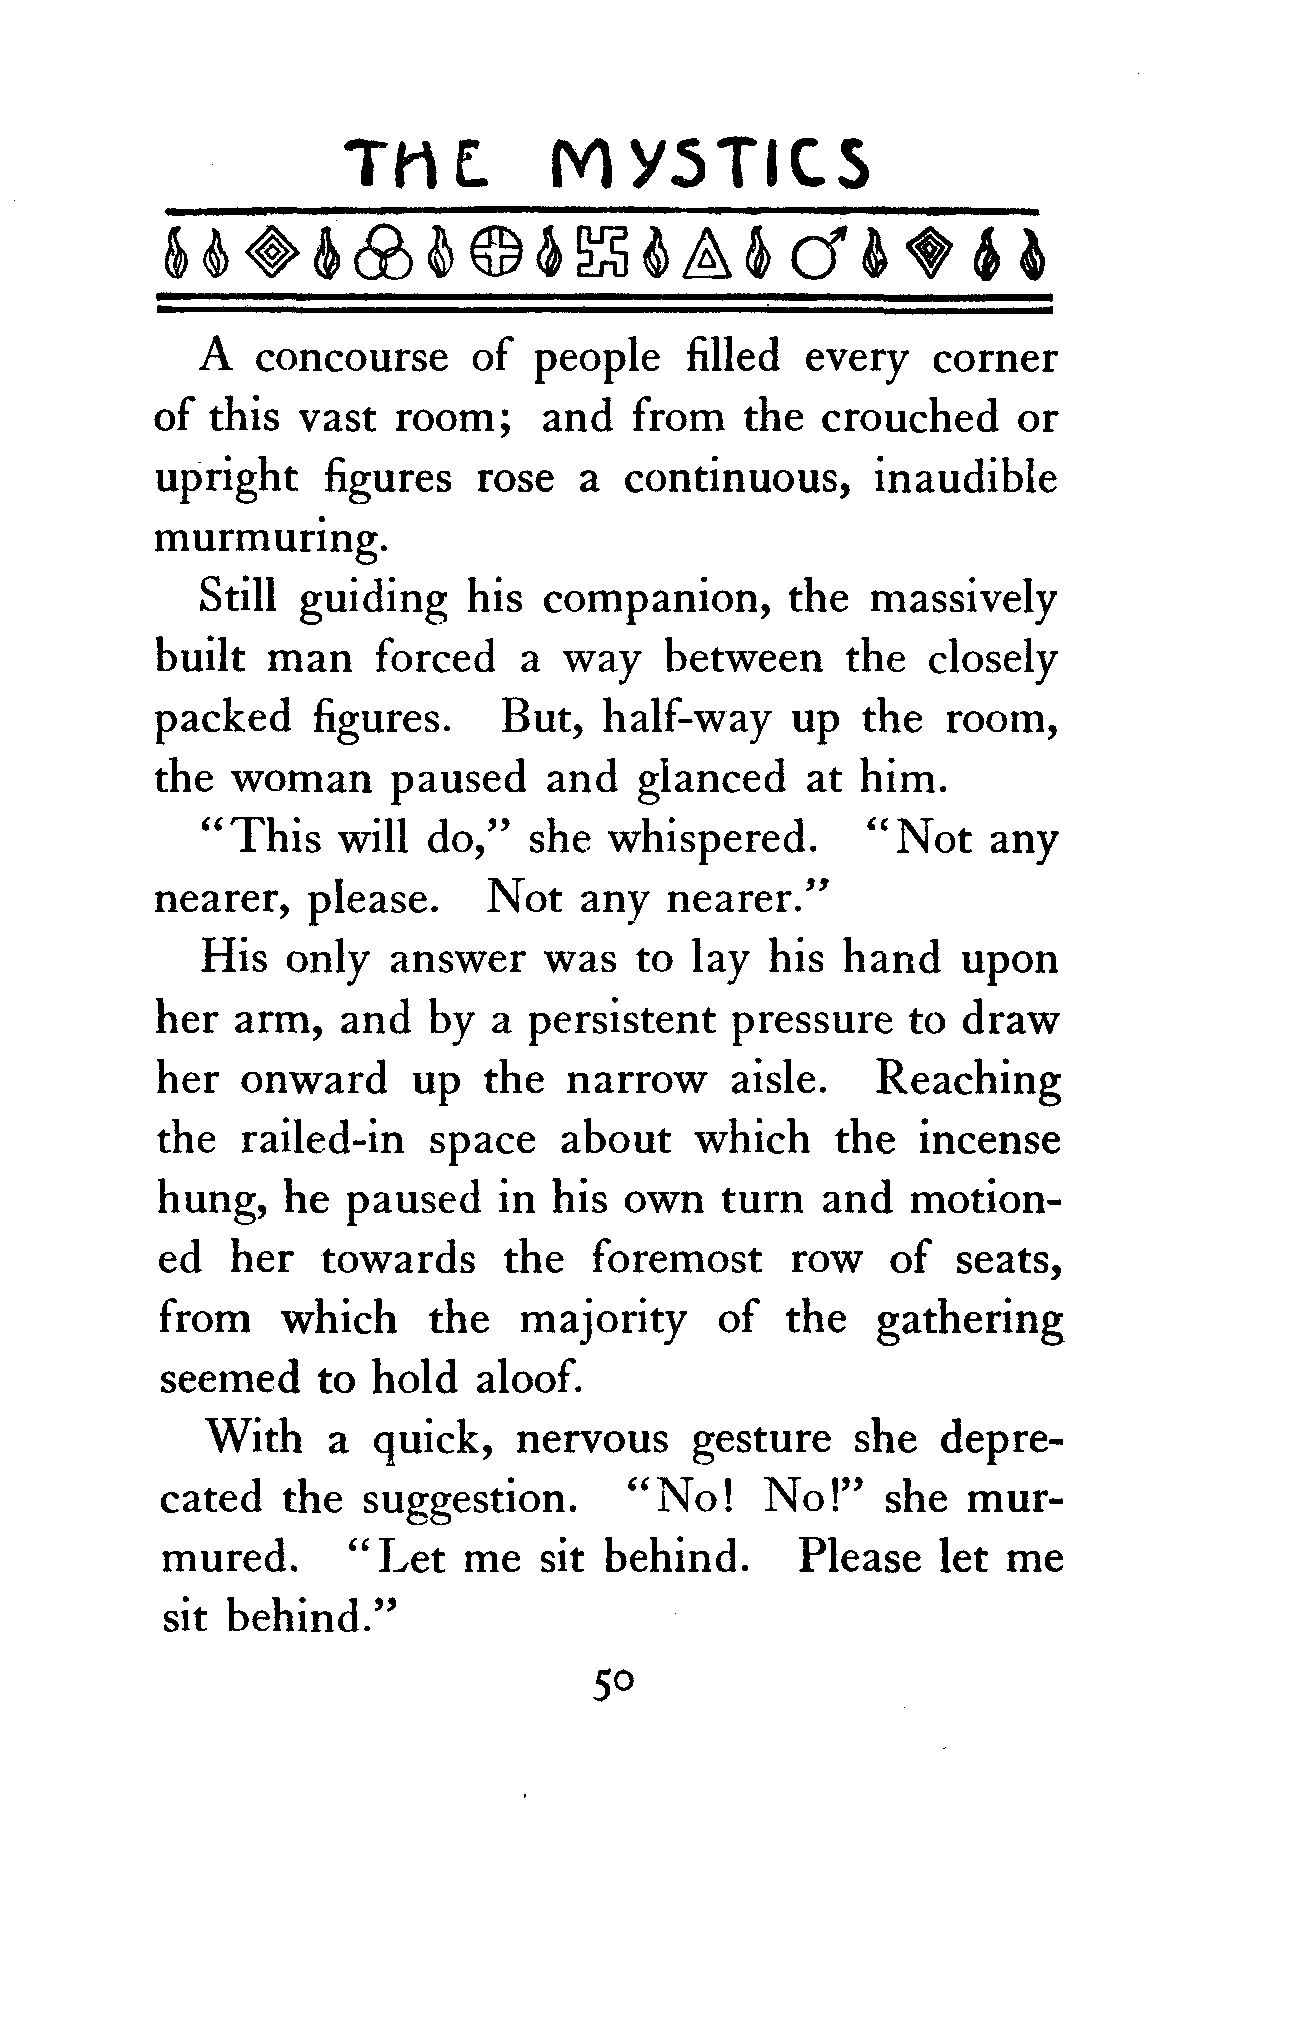 THE MYSTICS
A concourse of people filled every corner
of this vast room; and from the crouched or
upright figures rose a continuous, inaudible
murmuring.
Still guiding his companion, the massively
built man forced a way between the closely
packed figures. But, half-way up the room,
the woman paused and glanced at him.
"This will do," she whispered. "Not any
nearer, please. Not any nearer."
His only answer was to lay his hand upon
her arm, and by a persistent pressure to draw
her onward up the narrow aisle. Reaching
the railed-in space about which the incense
hung, he paused in his own turn and motion-
ed her towards the foremost row of seats,
from which the majority of the gathering
seemed to hold aloof.
With a quick, nervous gesture she depre-
cated the suggestion. "No! No!" she mur-
mured. "Let me sit behind. Please let me
sit behind."
50